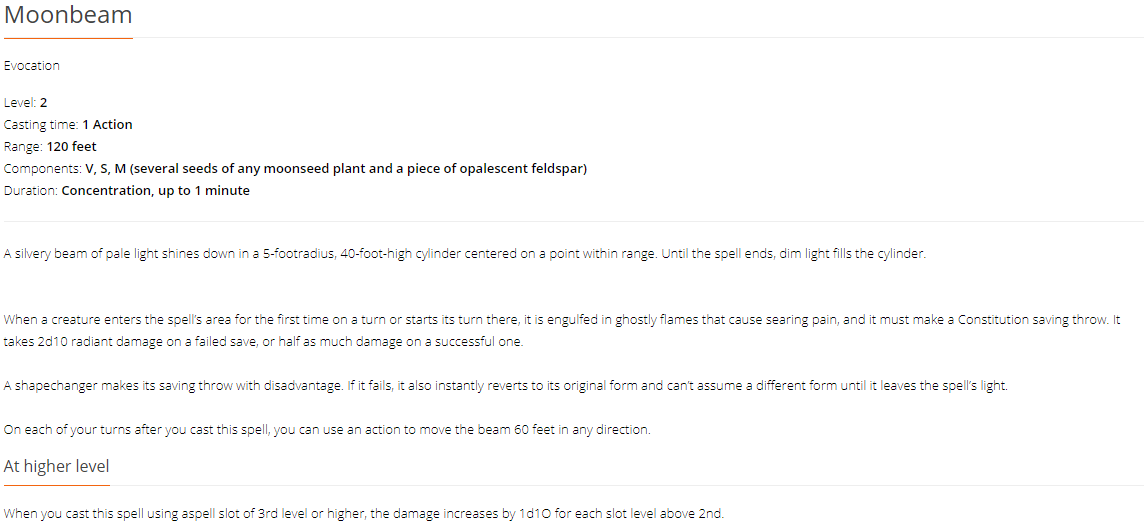 Moonbeam
Evocation
Level: 2
Casting time: 1 Action
Range: 120 feet
Components: V, S, M (several seeds of any moonseed plant and a piece of opalescent feldspar)
Duration: Concentration, up to 1 minute
A silvery beam of pale light shines down in a 5-footradius, 40-foot-high cylinder centered on a point within range. Until the spell ends, dim light fills the cylinder.
When a creature enters the spell's area for the first time on a turn or starts its turn there, it is engulfed in ghostly flames that cause searing pain, and it must make a Constitution saving throw. It
takes 2d10 radiant damage on a failed save, or half as much damage on a successful one.
A shapechanger makes its saving throw with disadvantage. If it fails, it also instantly reverts to its original form and can't assume a different form until it leaves the spell's light.
On each of your turns after you cast this spell, you can use an action to move the beam 60 feet in any direction.
At higher level
When you cast this spell using aspell slot of 3rd level or higher, the damage increases by 1d1O for each slot level above 2nd.